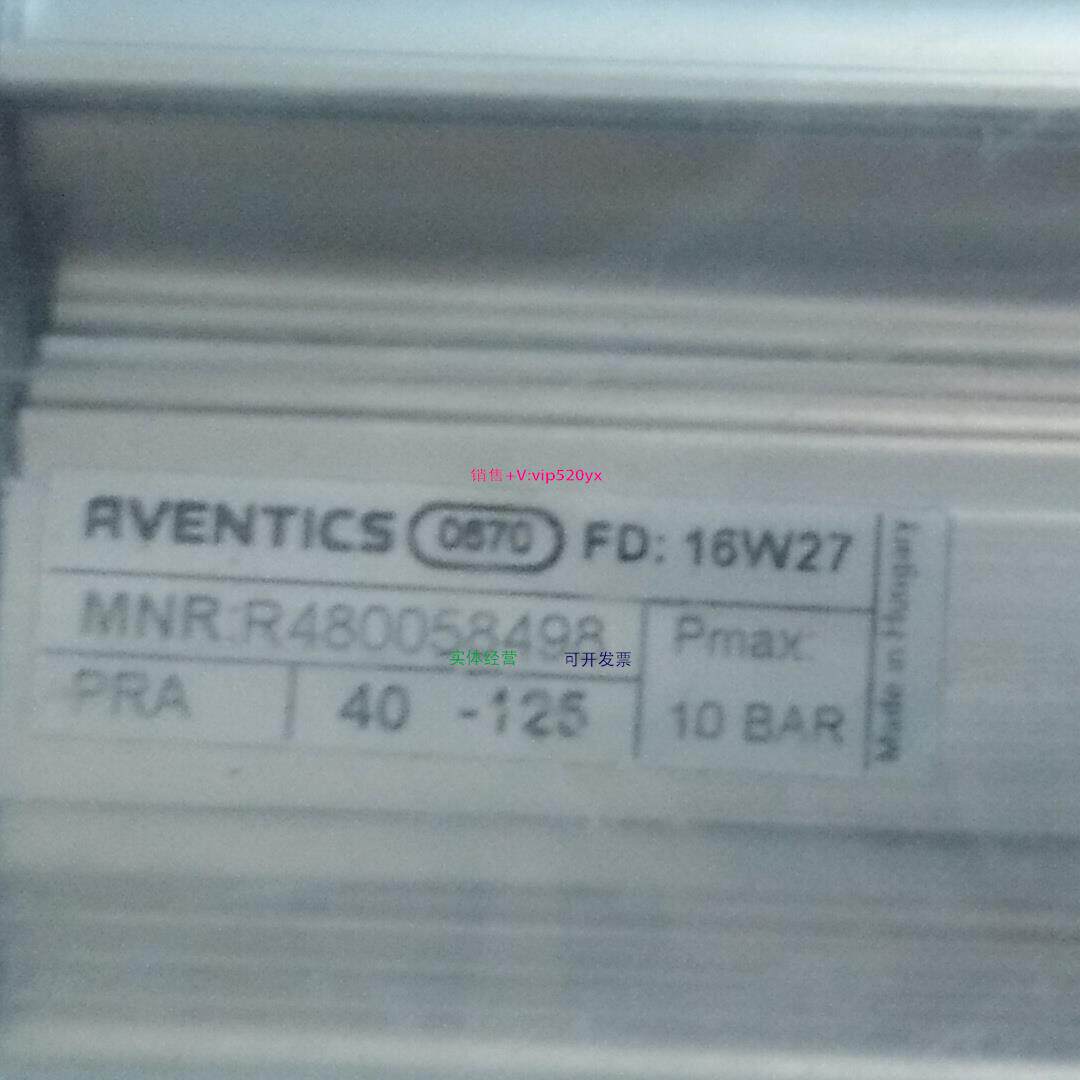 销售+V:vip520yx
AVENTICS 0870 FD: 16W27
MNR:R480058498
实体经营 可开发票
Pmax:
PRA 40 -125
10 BAR
Made in Hungary